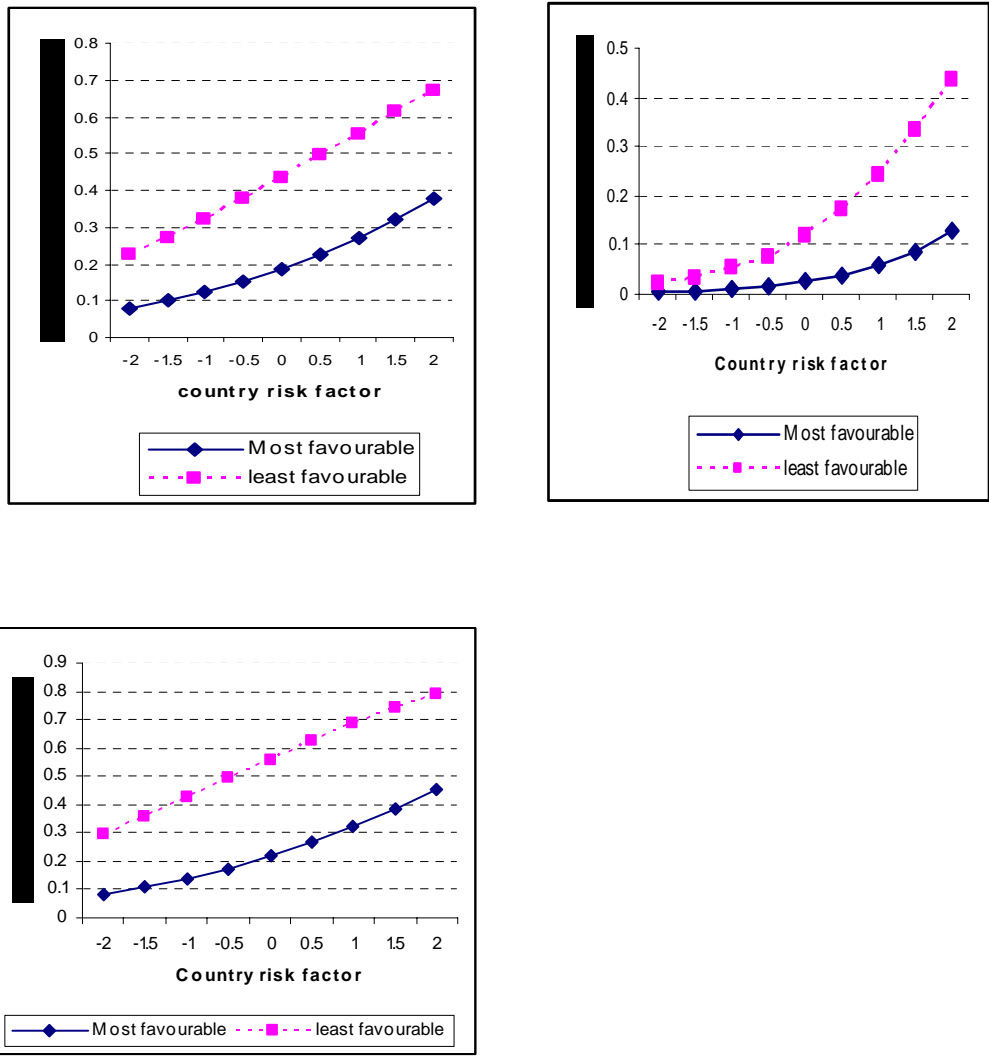 0.8
0.7
0.6
0.5
0.4
0.3
0.2
0.1
0
-2 -1.5 -1 -0.5 0 0.5 1 1.5 2
country risk factor
Most favourable
least favourable
0.5
0.4
0.3
0.2
0.1
0
-2 -1.5 -1 -0.5 0 0.5 1 1.5 2
Country risk factor
Most favourable
least favourable
0.9
0.8
0.7
0.6
0.5
0.4
0.3
0.2
0.1
0
-2 -1.5 -1 -0.5 0 0.5 1 1.5 2
Country risk factor
Most favourable least favourable